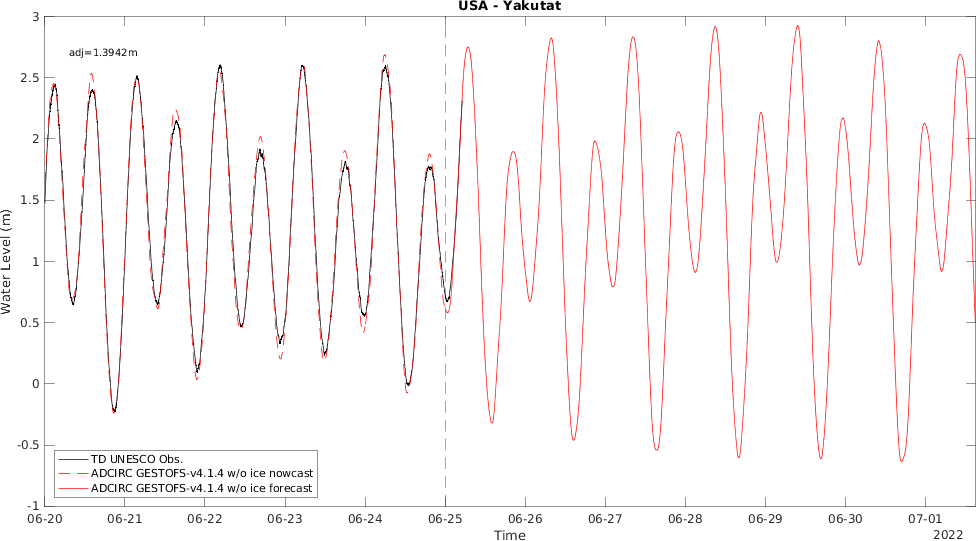 USA - Yakutat
adj=1.3942m
3
2.5
2
1.5
1
0.5
0
-0.5
-1
Water Level (m)
TD UNESCO Obs.
ADCIRC GESTOFS-v4.1.4 w/o ice nowcast
ADCIRC GESTOFS-v4.1.4 w/o ice forecast
06-20 06-21 06-22 06-23 06-24 06-25 06-26 06-27 06-28 06-29 06-30 07-01
Time
2022